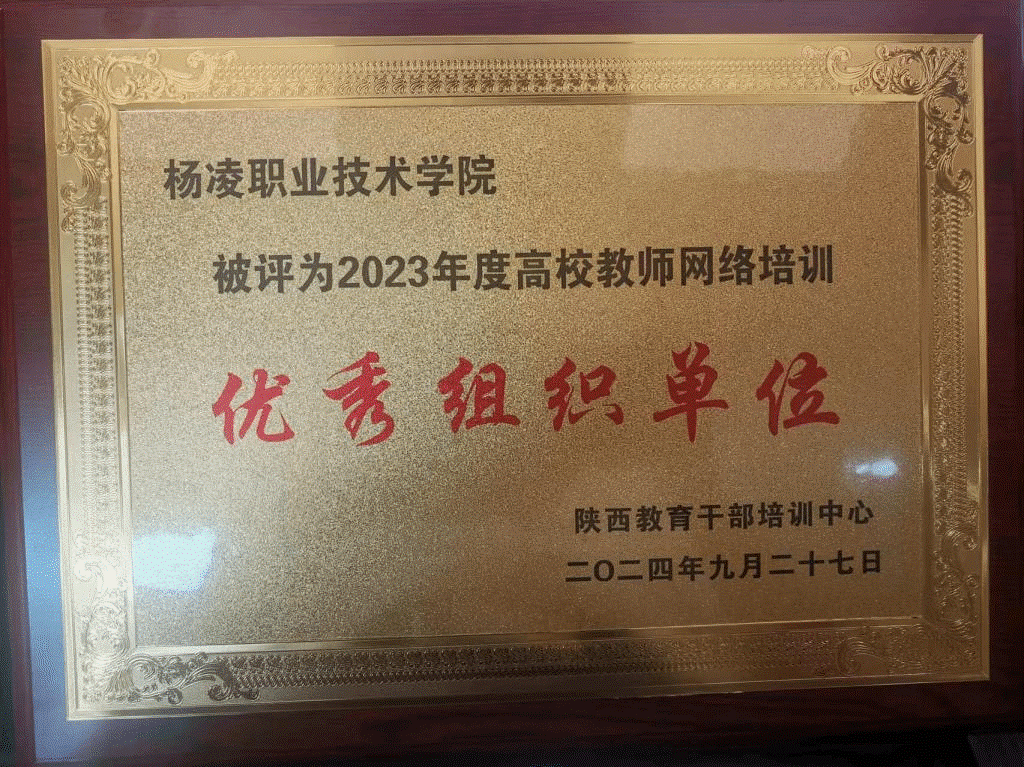 杨凌职业技术学院
被评为2023年度高校教师网络培训
优秀组织单位
陕西教育干部培训中心
二〇二四年九月二十七日